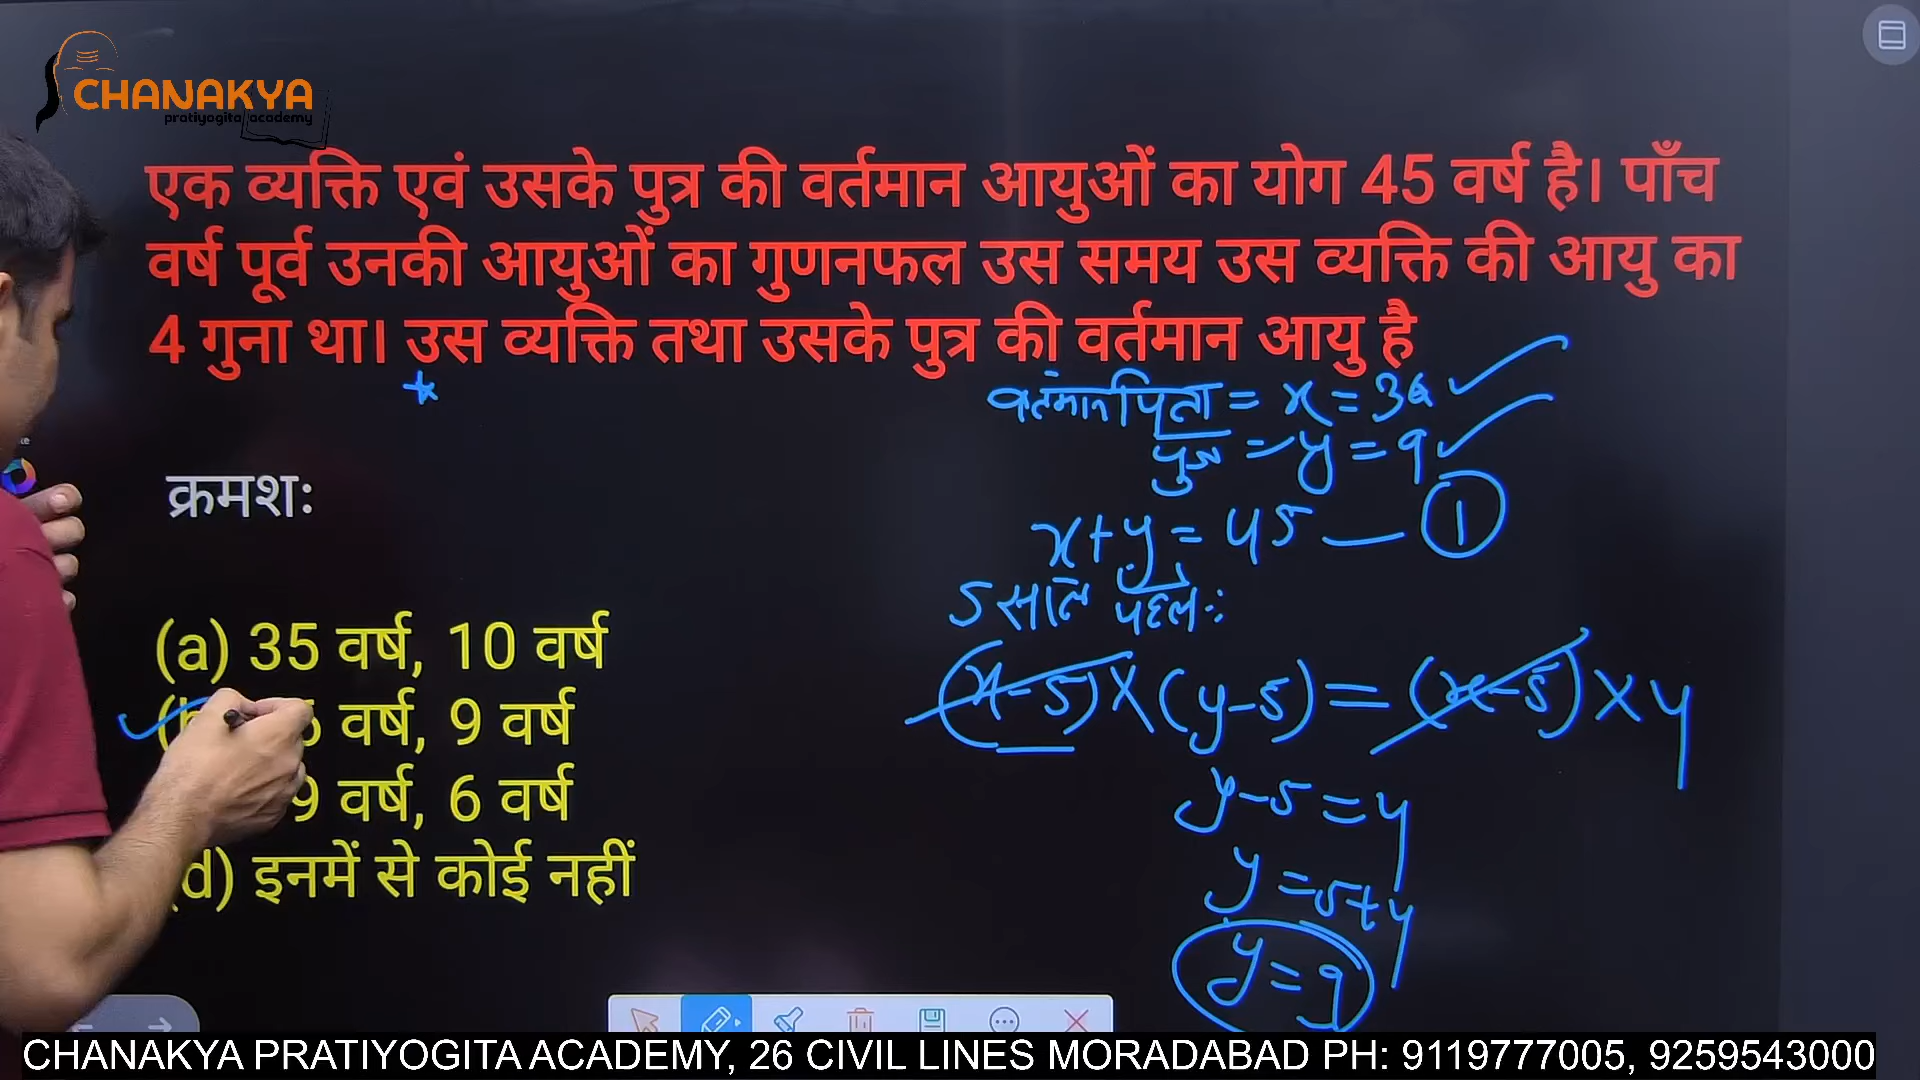 CHANAKYA
pratiyogita academy
एक व्यक्ति एवं उसके पुत्र की वर्तमान आयुओं का योग 45 वर्ष है। पाँच
वर्ष पूर्व उनकी आयुओं का गुणनफल उस समय उस व्यक्ति की आयु का
4 गुना था। उस व्यक्ति तथा उसके पुत्र की वर्तमान आयु है
वर्तमान पिता = x = 36
पुत्र = y = 9
क्रमशः
x+y = 45 — 1
5 साल पहले :
(a) 35 वर्ष, 10 वर्ष
(x-5) X (y-5) = (x-5) X 4
6 वर्ष, 9 वर्ष
9 वर्ष, 6 वर्ष
y-5 = 4
(d) इनमें से कोई नहीं
y = 5+4
y = 9
CHANAKYA PRATIYOGITA ACADEMY, 26 CIVIL LINES MORADABAD PH: 9119777005, 9259543000